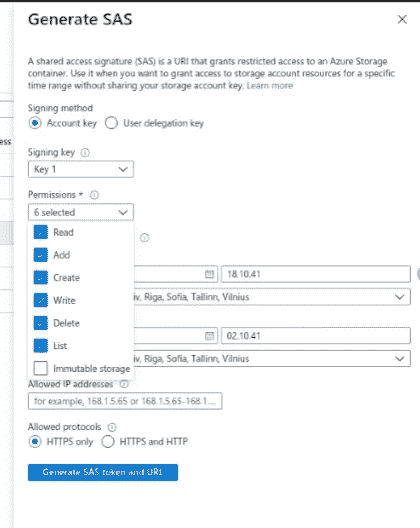 Generate SAS
A shared access signature (SAS) is a URI that grants restricted access to an Azure Storage
container. Use it when you want to grant access to storage account resources for a specific
time range without sharing your storage account key. Learn more
Signing method
Account key User delegation key
Signing key
Key 1
Permissions *
6 selected
Read
Add
Create
18.10.41
Write
iv, Riga, Sofia, Tallinn, Vilnius
Delete
02.10.41
List
iv, Riga, Sofia, Tallinn, Vilnius
Immutable storage
Allowed IP addresses
for example, 168.1.5.65 or 168.1.5.65-168.1...
Allowed protocols
HTTPS only HTTPS and HTTP
Generate SAS token and URL